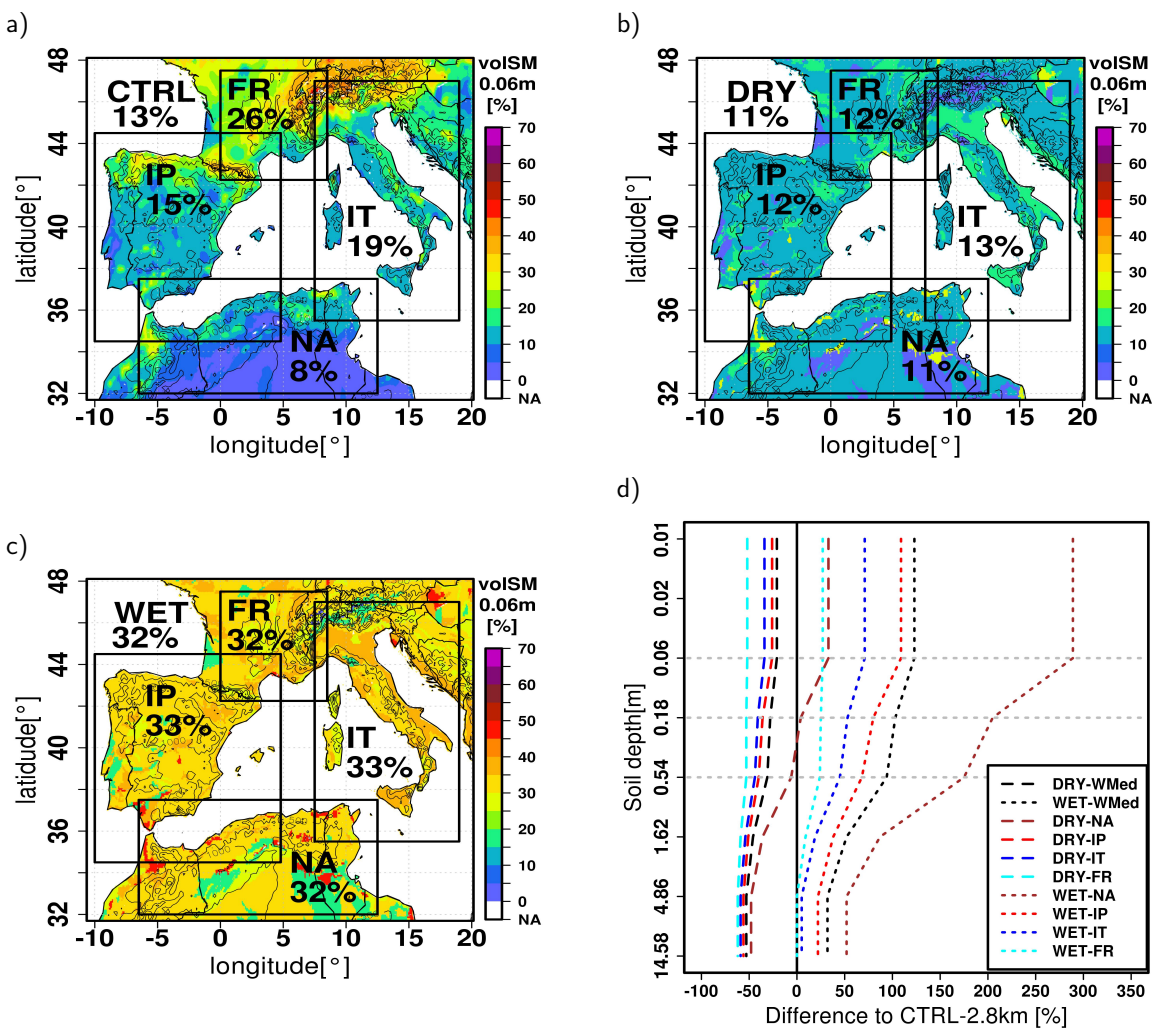 a)
volSM
0.06m
[%]
CTRL
13%
FR
26%
IP
15%
IT
19%
NA
8%
48
44
40
36
32
latidude[°]
-10 -5 0 5 10 15 20
longitude[°]
70
60
50
40
30
20
10
0
NA
b)
volSM
0.06m
[%]
DRY
11%
FR
12%
IP
12%
IT
13%
NA
11%
48
44
40
36
32
latidude[°]
-10 -5 0 5 10 15 20
longitude[°]
70
60
50
40
30
20
10
0
NA
c)
volSM
0.06m
[%]
WET
32%
FR
32%
IP
33%
IT
33%
NA
32%
48
44
40
36
32
latidude[°]
-10 -5 0 5 10 15 20
longitude[°]
70
60
50
40
30
20
10
0
NA
d)
0.01
0.02
0.06
0.18
0.54
1.62
4.86
14.58
Soil depth[m]
DRY-WMed
WET-WMed
DRY-NA
DRY-IP
DRY-IT
DRY-FR
WET-NA
WET-IP
WET-IT
WET-FR
-100 -50 0 50 100 150 200 250 300 350
Difference to CTRL-2.8km [%]